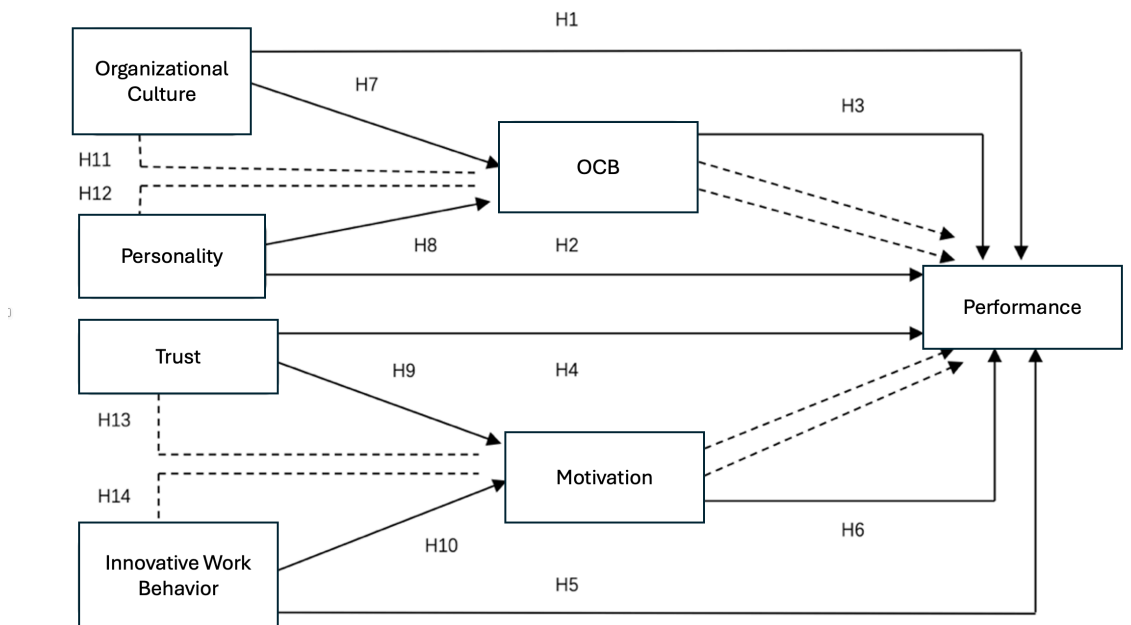 H1
Organizational
Culture
H7
H3
H11
OCB
H12
Personality
H8
H2
Performance
Trust
H9
H4
H13
Motivation
H14
H10
H6
Innovative Work
Behavior
H5